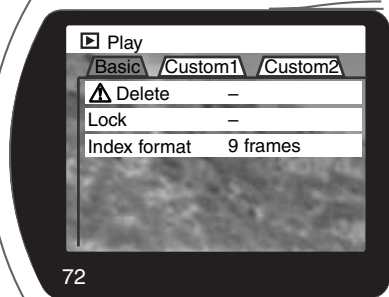 Play
Basic Custom1 Custom2
Delete –
Lock –
Index format 9 frames
72